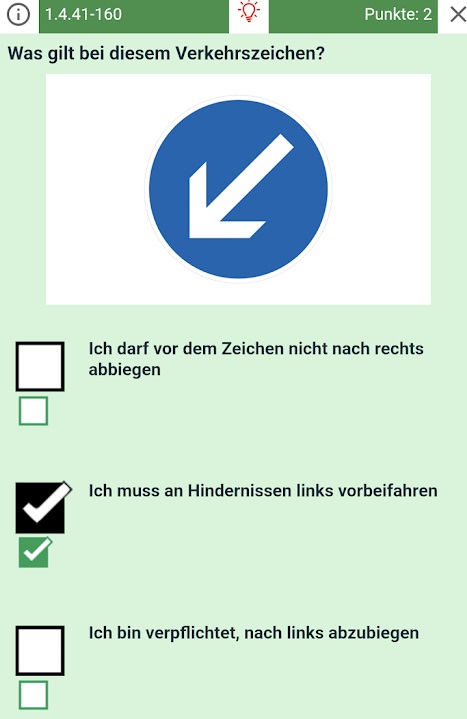 1.4.41-160
Punkte: 2
Was gilt bei diesem Verkehrszeichen?
Ich darf vor dem Zeichen nicht nach rechts
abbiegen
Ich muss an Hindernissen links vorbeifahren
Ich bin verpflichtet, nach links abzubiegen